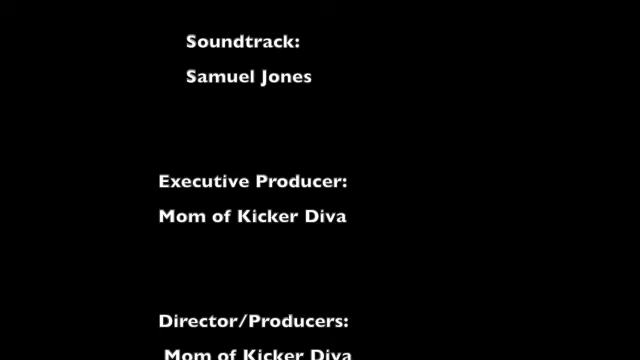 Soundtrack:
Samuel Jones
Executive Producer:
Mom of Kicker Diva
Director/Producers:
Mom of Kicker Diva